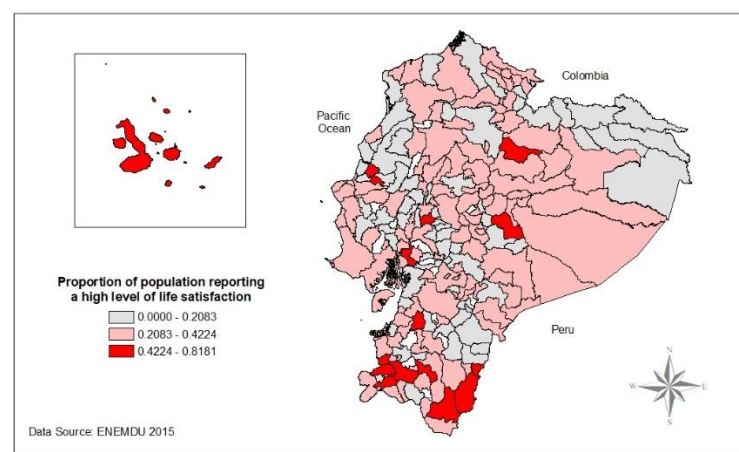 Colombia
Pacific
Ocean
Proportion of population reporting
a high level of life satisfaction
0.0000 - 0.2083
0.2083 - 0.4224
0.4224 - 0.8181
Peru
N
W
E
S
Data Source: ENEMDU 2015